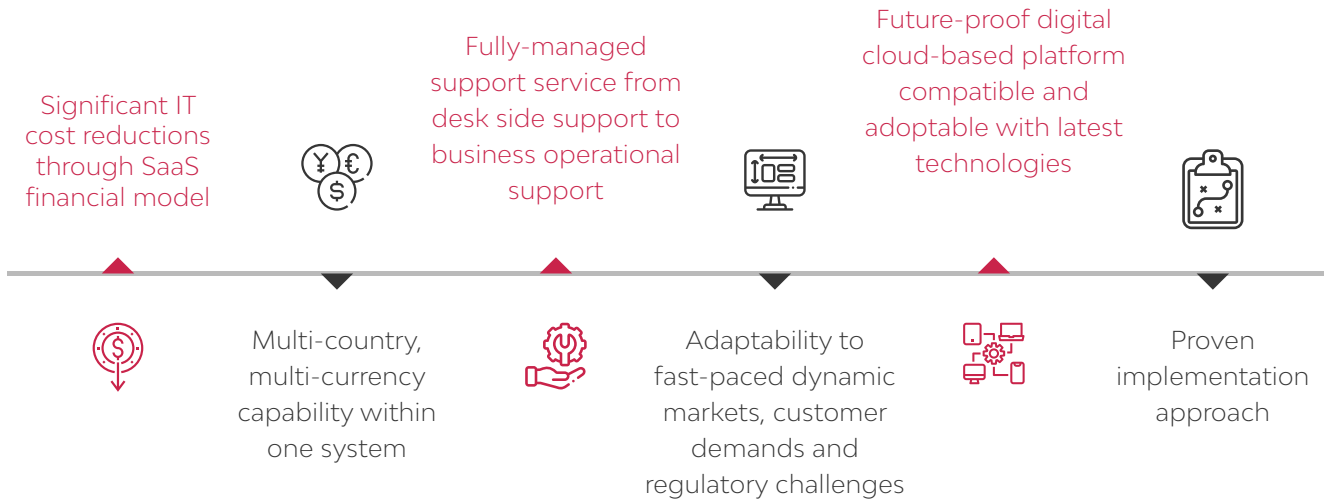 Significant IT
cost reductions
through SaaS
financial model
Multi-country,
multi-currency
capability within
one system
Fully-managed
support service from
desk side support to
business operational
support
Adaptability to
fast-paced dynamic
markets, customer
demands and
regulatory challenges
Future-proof digital
cloud-based platform
compatible and
adoptable with latest
technologies
Proven
implementation
approach